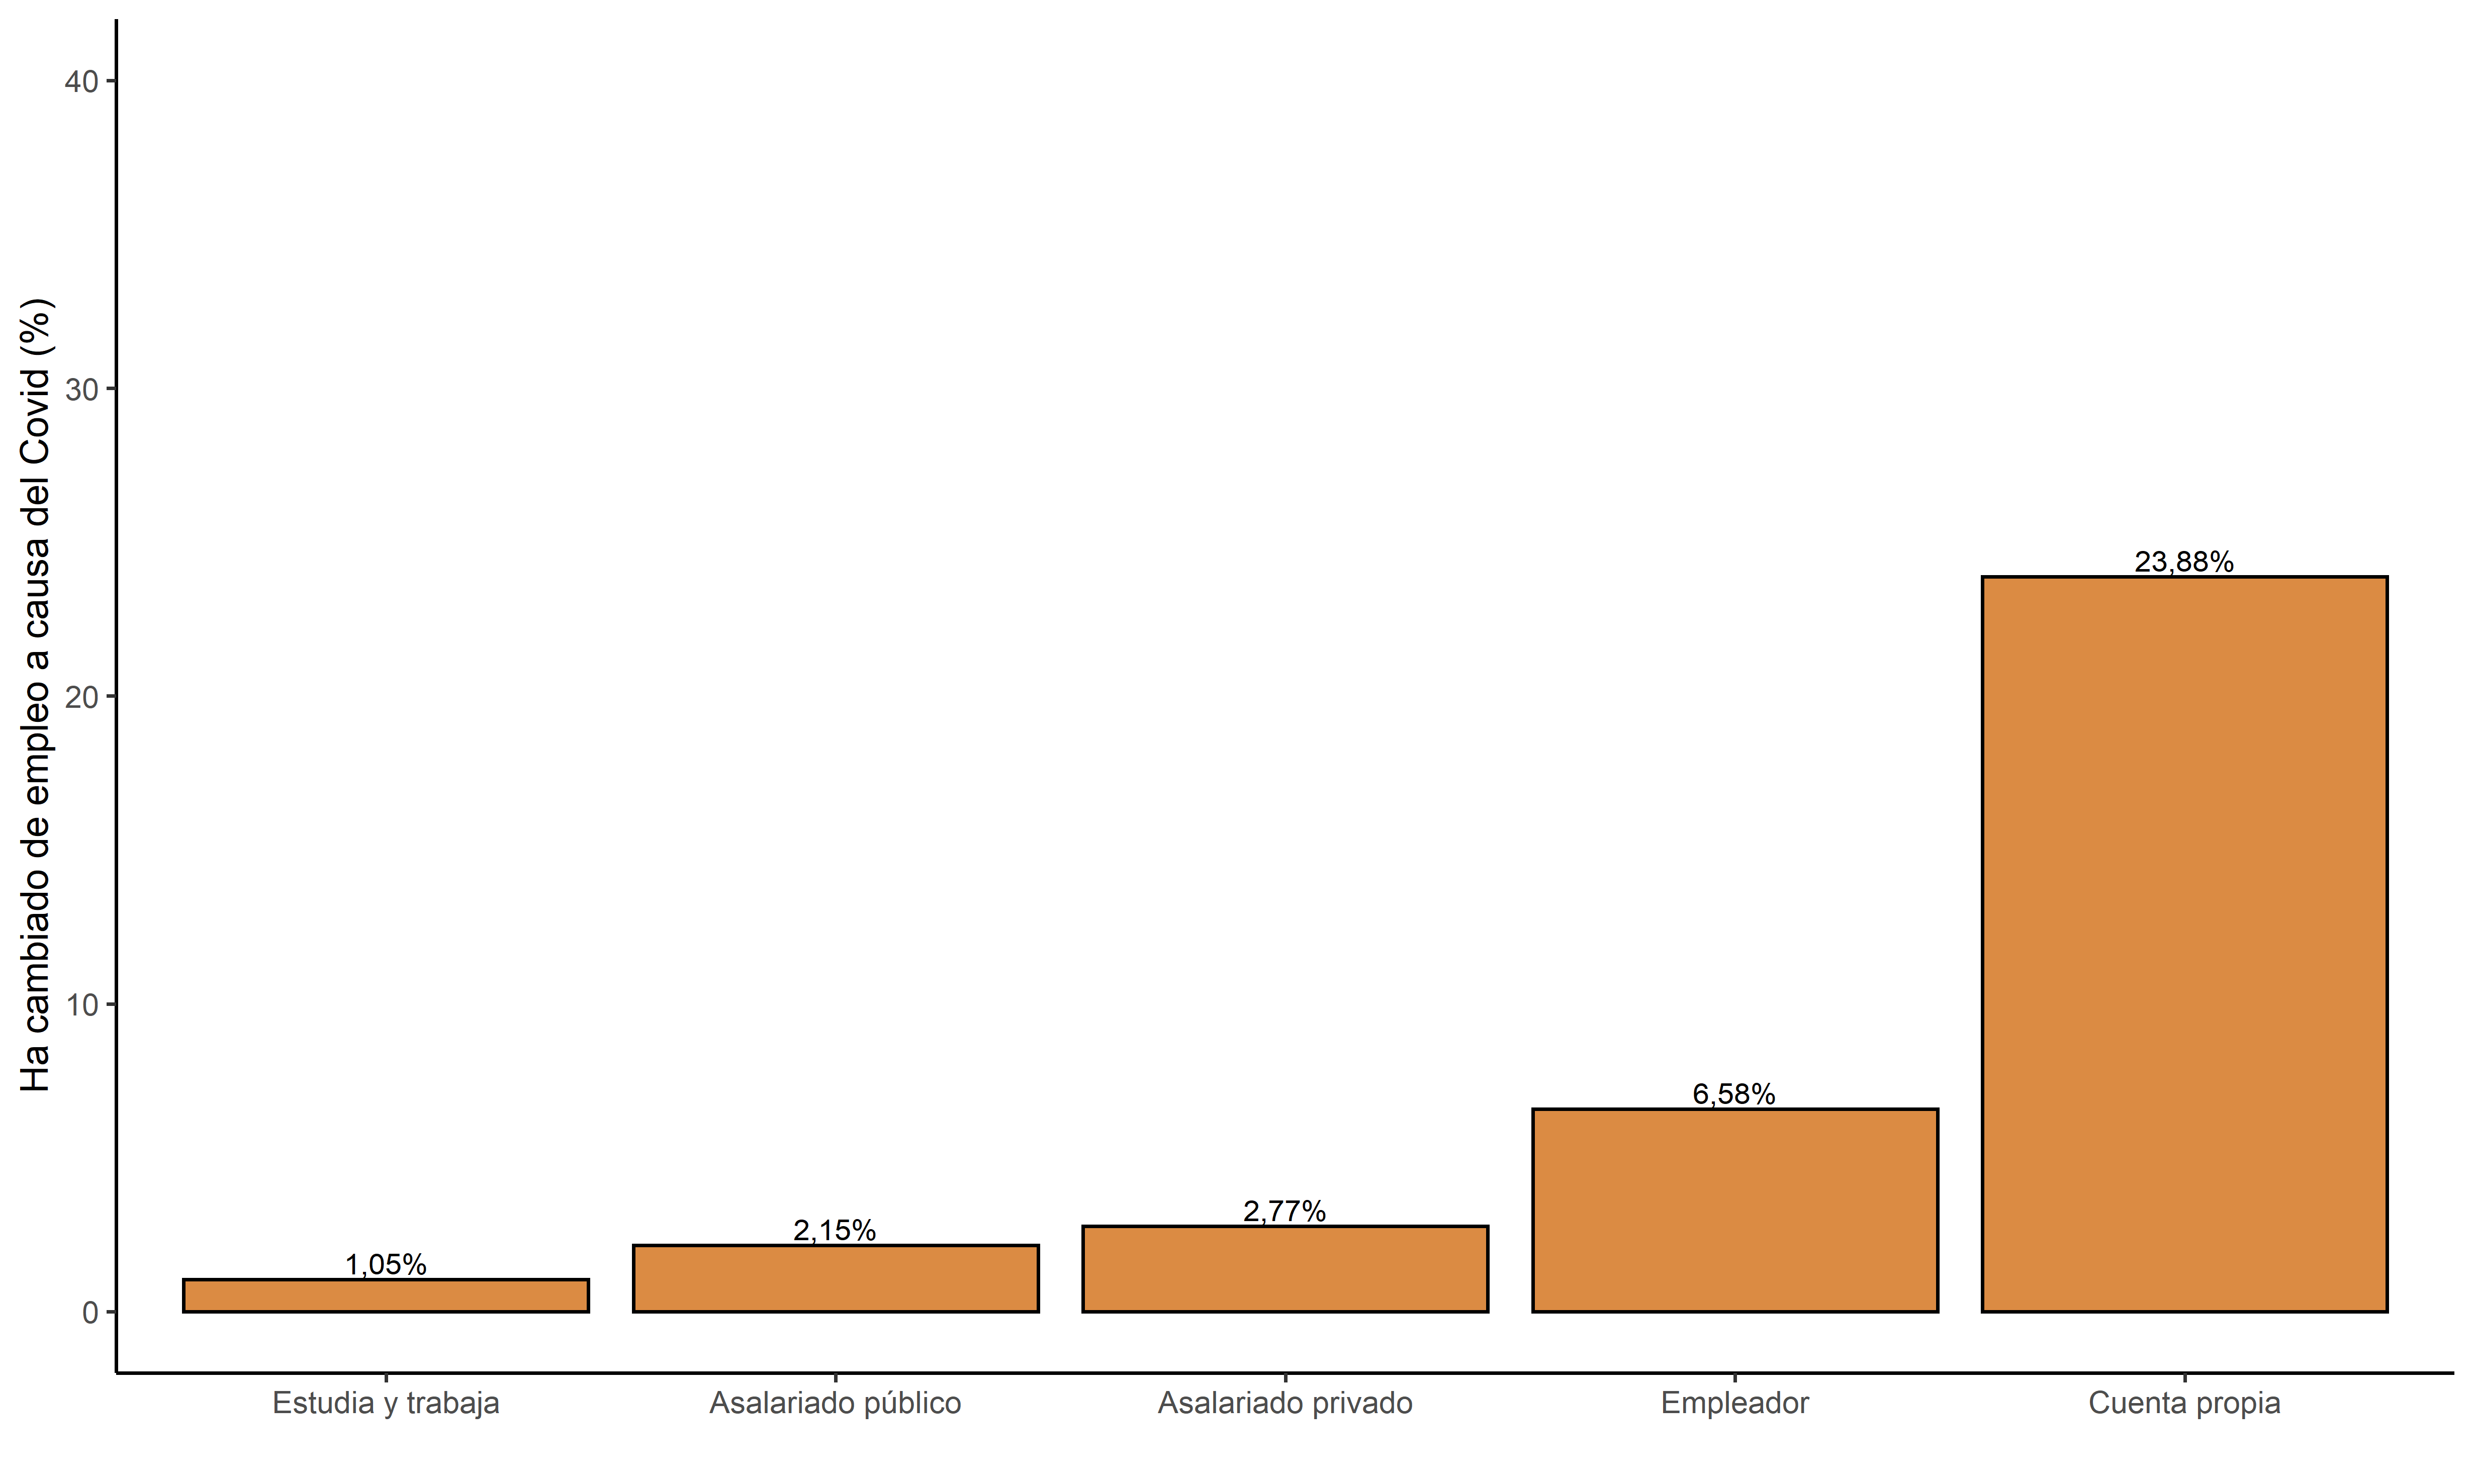 Ha cambiado de empleo a causa del Covid (%)
40
30
20
10
0
1,05%
2,15%
2,77%
6,58%
23,88%
Estudia y trabaja
Asalariado público
Asalariado privado
Empleador
Cuenta propia